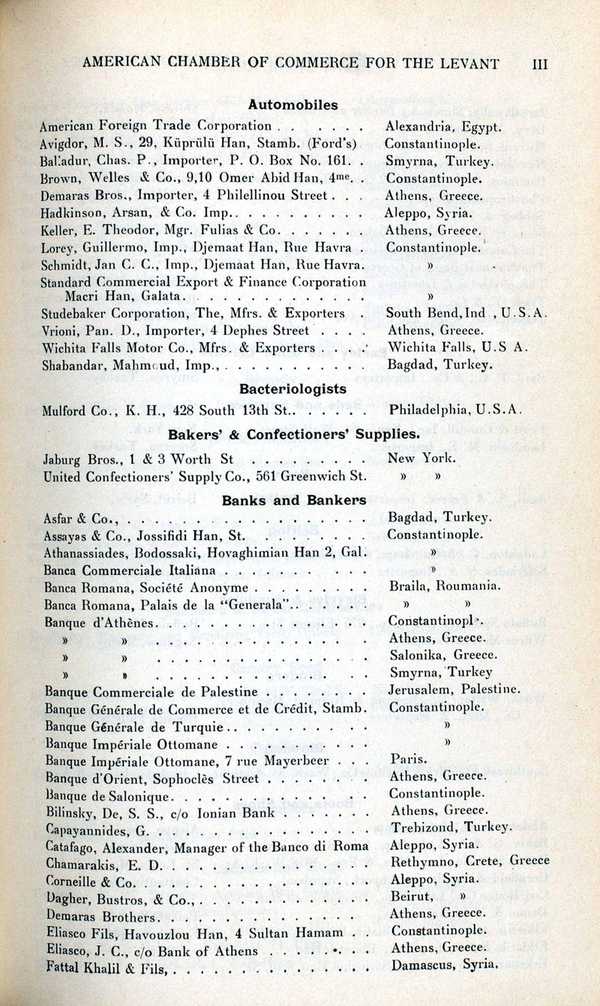 AMERICAN CHAMBER OF COMMERCE FOR THE LEVANT III
Automobiles
American Foreign Trade Corporation . . . . . . Alexandria, Egypt.
Avigdor, M. S., 29, Küprülü Han, Stamb. (Ford's) Constantinople.
Balladur, Chas. P., Importer, P. O. Box No. 161. . Smyrna, Turkey.
Brown, Welles & Co., 9,10 Omer Abid Han, 4me. . Constantinople.
Demaras Bros., Importer, 4 Philellinou Street . . . Athens, Greece.
Hadkinson, Arsan, & Co. Imp. . . . . . . . . . Aleppo, Syria.
Keller, E. Theodor, Mgr. Fulias & Co. . . . . . . Athens, Greece.
Lorey, Guillermo, Imp., Djemaat Han, Rue Havra . Constantinople.
Schmidt, Jan C. C., Imp., Djemaat Han, Rue Havra. »
Standard Commercial Export & Finance Corporation
Macri Han, Galata. . . . . . . . . . . . . »
Studebaker Corporation, The, Mfrs. & Exporters . South Bend, Ind , U.S.A.
Vrioni, Pan. D., Importer, 4 Dephes Street . . . . Athens, Greece.
Wichita Falls Motor Co., Mfrs. & Exporters . . . . Wichita Falls, U.S A.
Shabandar, Mahmoud, Imp., . . . . . . . . . . Bagdad, Turkey.
Bacteriologists
Mulford Co., K. H., 428 South 13th St. . . . . . Philadelphia, U.S.A.
Bakers' & Confectioners' Supplies.
Jaburg Bros., 1 & 3 Worth St . . . . . . . . . New York.
United Confectioners' Supply Co., 561 Greenwich St. » »
Banks and Bankers
Asfar & Co., . . . . . . . . . . . . . . . . . Bagdad, Turkey.
Assayas & Co., Jossifidi Han, St. . . . . . . . . Constantinople.
Athanassiades, Bodossaki, Hovaghimian Han 2, Gal. »
Banca Commerciale Italiana . . . . . . . . . . »
Banca Romana, Société Anonyme . . . . . . . . Braila, Roumania.
Banca Romana, Palais de la "Generala" . . . . . . » »
Banque d'Athènes. . . . . . . . . . . . . . . Constantinople.
» » . . . . . . . . . . . . . . . Athens, Greece.
» » . . . . . . . . . . . . . . . Salonika, Greece.
» » . . . . . . . . . . . . . . . Smyrna, Turkey
Banque Commerciale de Palestine . . . . . . . . Jerusalem, Palestine.
Banque Générale de Commerce et de Crédit, Stamb. Constantinople.
Banque Générale de Turquie . . . . . . . . . . »
Banque Impériale Ottomane . . . . . . . . . . »
Banque Impériale Ottomane, 7 rue Mayerbeer . . . Paris.
Banque d'Orient, Sophoclès Street . . . . . . . Athens, Greece.
Banque de Salonique. . . . . . . . . . . . . . Constantinople.
Bilinsky, De, S. S., c/o Ionian Bank . . . . . . . Athens, Greece.
Capayannides, G. . . . . . . . . . . . . . . . Trebizond, Turkey.
Catafago, Alexander, Manager of the Banco di Roma Aleppo, Syria.
Chamarakis, E. D. . . . . . . . . . . . . . . Rethymno, Crete, Greece
Corneille & Co. . . . . . . . . . . . . . . . . Aleppo, Syria.
Dagher, Bustros, & Co., . . . . . . . . . . . . Beirut, »
Demaras Brothers. . . . . . . . . . . . . . . Athens, Greece.
Eliasco Fils, Havouzlou Han, 4 Sultan Hamam . . Constantinople.
Eliasco, J. C., c/o Bank of Athens . . . . . . . . Athens, Greece.
Fattal Khalil & Fils, . . . . . . . . . . . . . . Damascus, Syria.